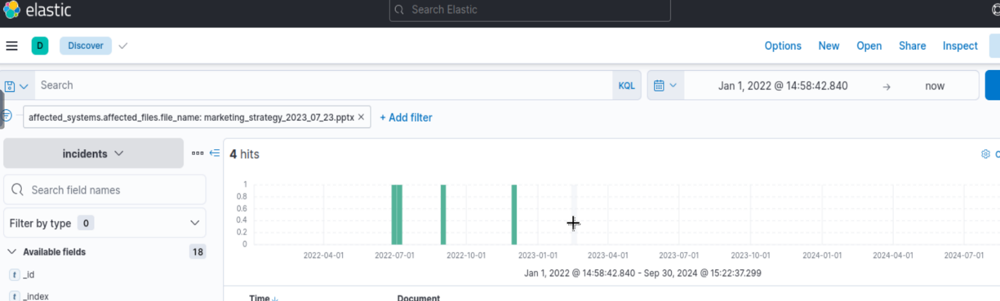 elastic
Search Elastic
D Discover Options New Open Share Inspect
Search KQL Jan 1, 2022 @ 14:58:42.840 → now
affected_systems.affected_files.file_name: marketing_strategy_2023_07_23.pptx × + Add filter
incidents
4 hits
Search field names
Filter by type 0
Available fields 18
t _id
t _index
1
0.8
0.6
0.4
0.2
0
2022-04-01 2022-07-01 2022-10-01 2023-01-01 2023-04-01 2023-07-01 2023-10-01 2024-01-01 2024-04-01 2024-07-01
Jan 1, 2022 @ 14:58:42.840 - Sep 30, 2024 @ 15:22:37.299
Time ↓ Document